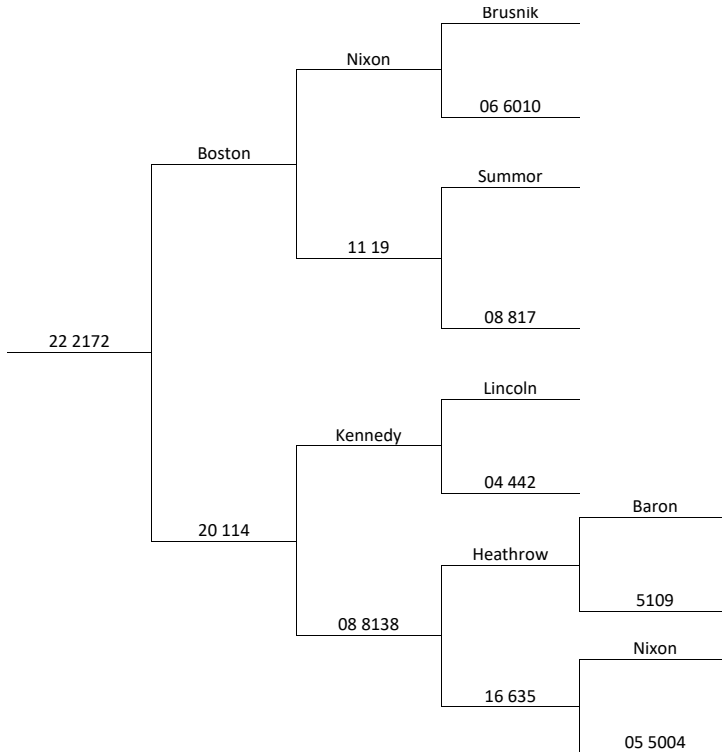 Brusnik
Nixon
06 6010
Boston
Summor
11 19
08 817
22 2172
Lincoln
Kennedy
04 442
Baron
20 114
Heathrow
5109
08 8138
Nixon
16 635
05 5004